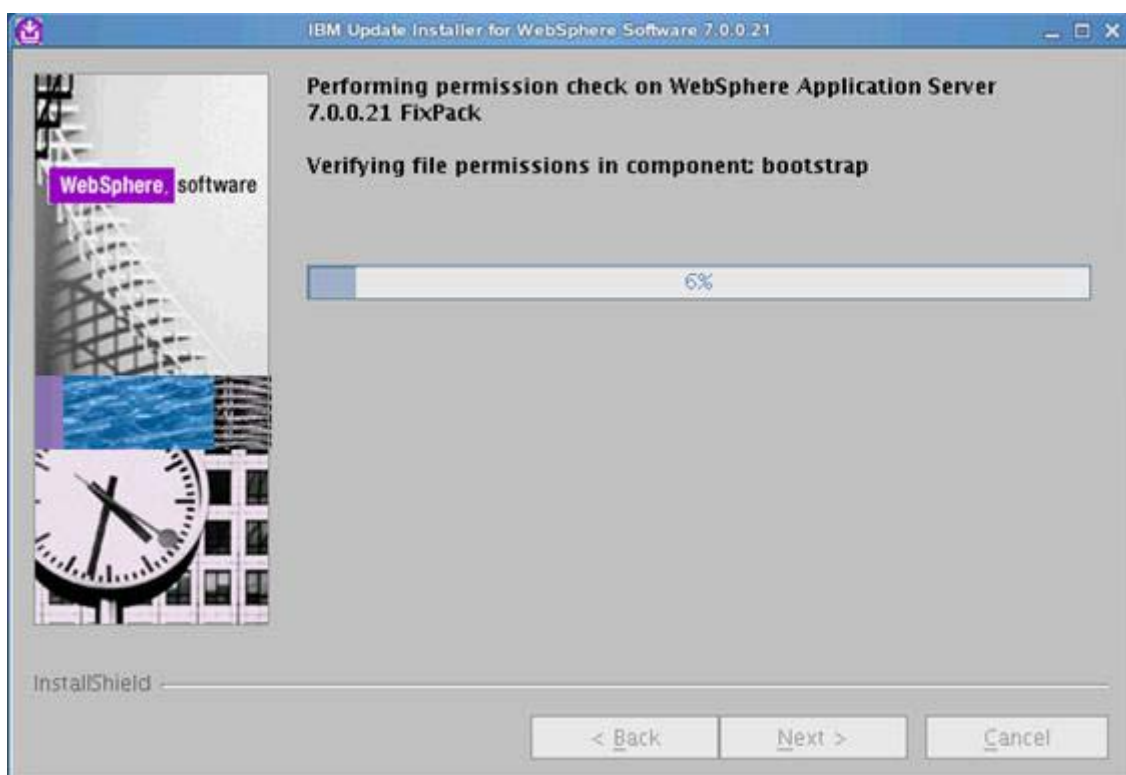 IBM Update Installer for WebSphere Software 7.0.0.21
Performing permission check on WebSphere Application Server
7.0.0.21 FixPack
Verifying file permissions in component: bootstrap
WebSphere. software
6%
InstallShield
< Back
Next >
Cancel